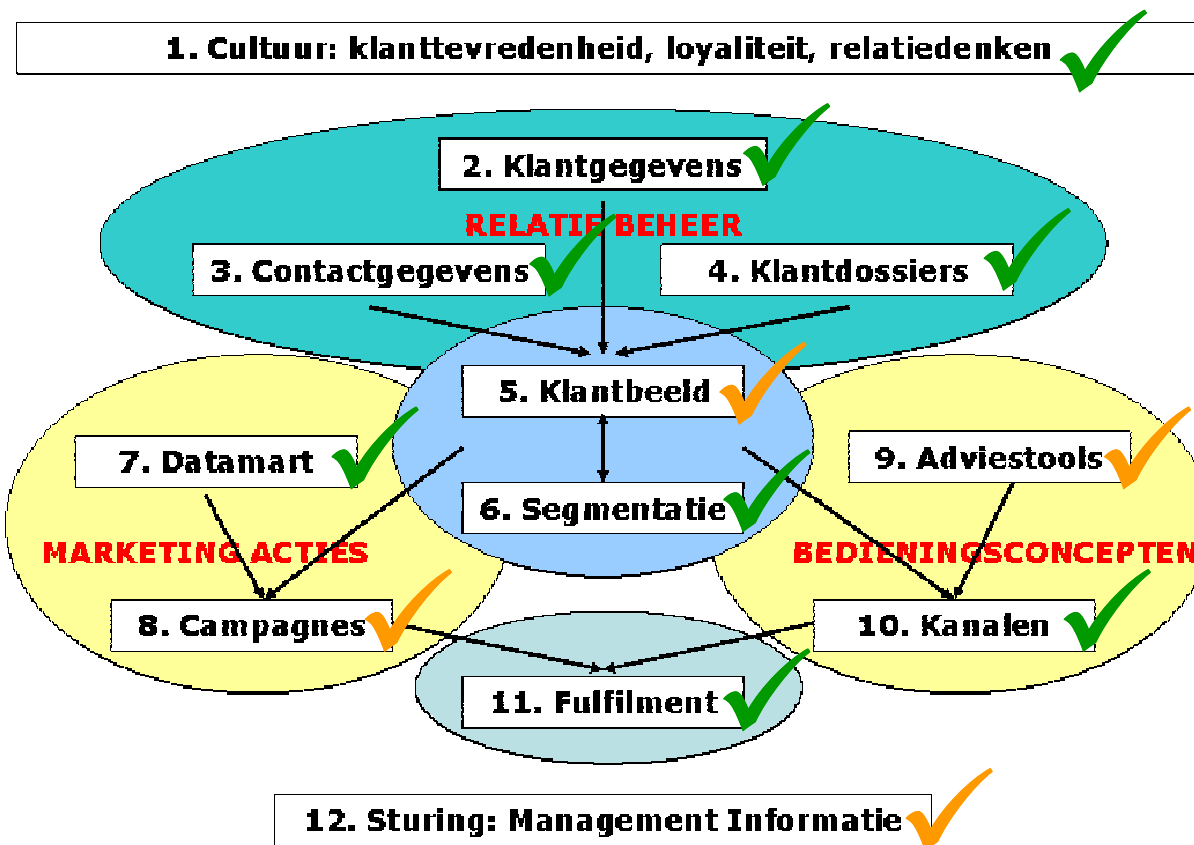 1. Cultuur: klanttevredenheid, loyaliteit, relatiedenken
2. Klantgegevens
RELATIE BEHEER
3. Contactgegevens
4. Klantdossiers
5. Klantbeeld
7. Datamart
9. Adviestools
6. Segmentatie
MARKETING ACTIES
BEDIENINGSCONCEPTEN
8. Campagnes
10. Kanalen
11. Fulfilment
12. Sturing: Management Informatie